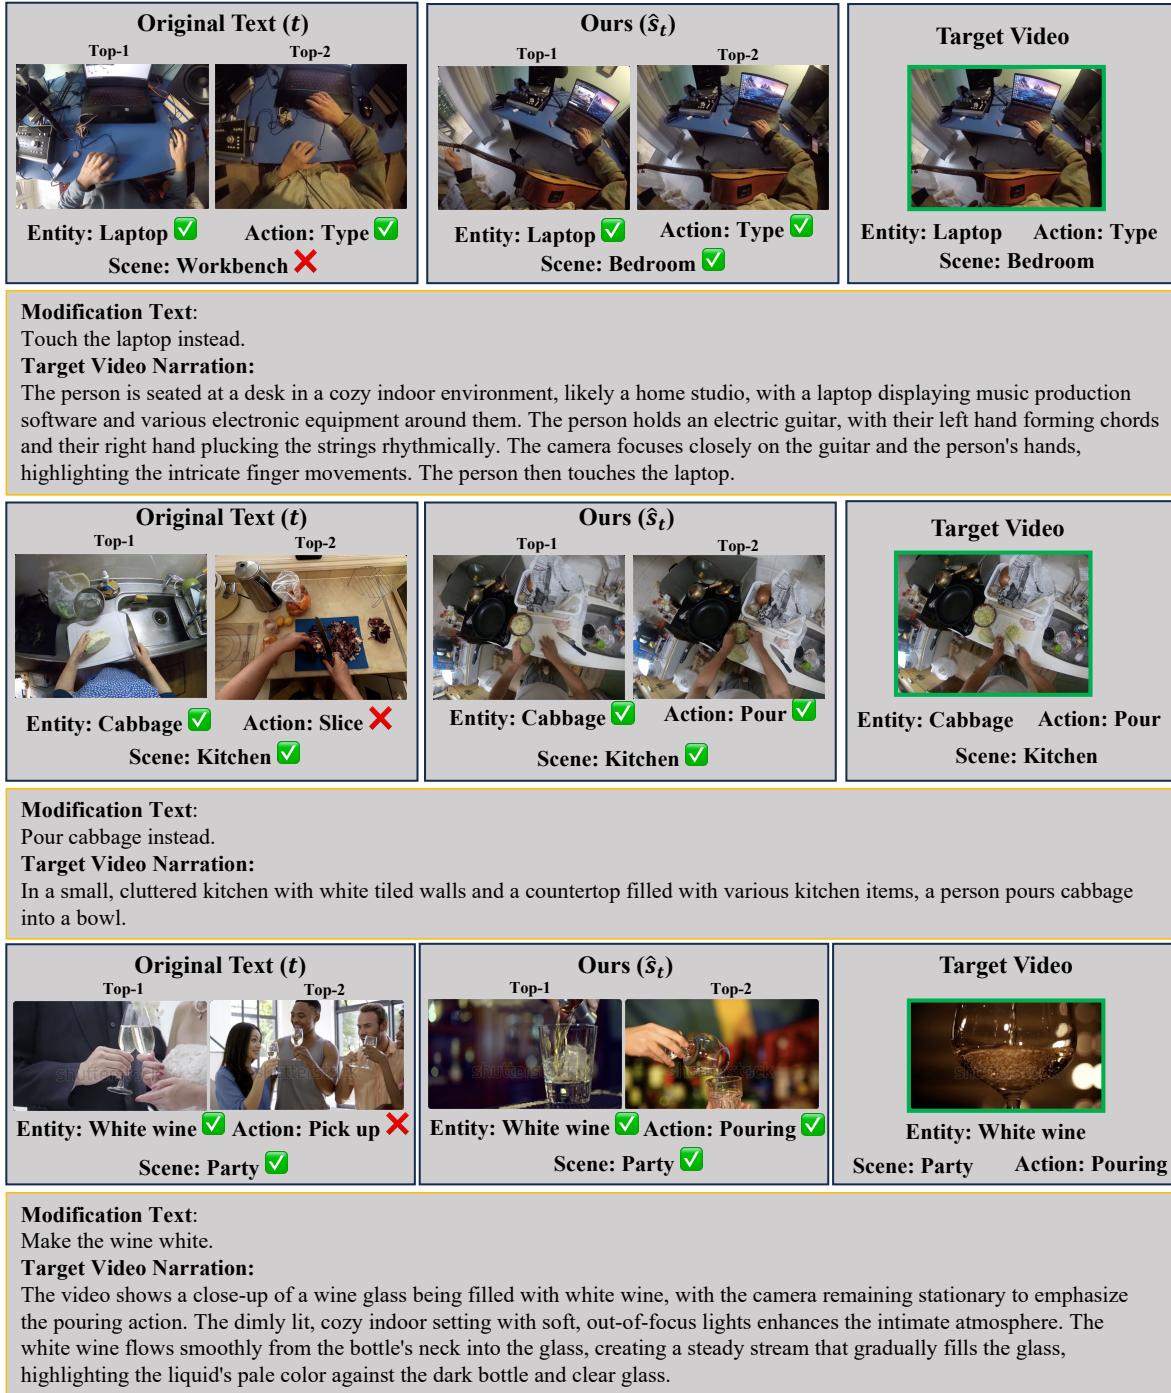 Original Text (t)
Top-1 Top-2
Entity: Laptop ✅ Action: Type ✅
Scene: Workbench ❌
Ours (ŝ_t)
Top-1 Top-2
Entity: Laptop ✅ Action: Type ✅
Scene: Bedroom ✅
Target Video
Entity: Laptop Action: Type
Scene: Bedroom
Modification Text:
Touch the laptop instead.
Target Video Narration:
The person is seated at a desk in a cozy indoor environment, likely a home studio, with a laptop displaying music production
software and various electronic equipment around them. The person holds an electric guitar, with their left hand forming chords
and their right hand plucking the strings rhythmically. The camera focuses closely on the guitar and the person's hands,
highlighting the intricate finger movements. The person then touches the laptop.
Original Text (t)
Top-1 Top-2
Entity: Cabbage ✅ Action: Slice ❌
Scene: Kitchen ✅
Ours (ŝ_t)
Top-1 Top-2
Entity: Cabbage ✅ Action: Pour ✅
Scene: Kitchen ✅
Target Video
Entity: Cabbage Action: Pour
Scene: Kitchen
Modification Text:
Pour cabbage instead.
Target Video Narration:
In a small, cluttered kitchen with white tiled walls and a countertop filled with various kitchen items, a person pours cabbage
into a bowl.
Original Text (t)
Top-1 Top-2
shutterstock shutterstock
Entity: White wine ✅ Action: Pick up ❌
Scene: Party ✅
Ours (ŝ_t)
Top-1 Top-2
shutterstock shutterstock
Entity: White wine ✅ Action: Pouring ✅
Scene: Party ✅
Target Video
shutterstock
Entity: White wine
Scene: Party Action: Pouring
Modification Text:
Make the wine white.
Target Video Narration:
The video shows a close-up of a wine glass being filled with white wine, with the camera remaining stationary to emphasize
the pouring action. The dimly lit, cozy indoor setting with soft, out-of-focus lights enhances the intimate atmosphere. The
white wine flows smoothly from the bottle's neck into the glass, creating a steady stream that gradually fills the glass,
highlighting the liquid's pale color against the dark bottle and clear glass.